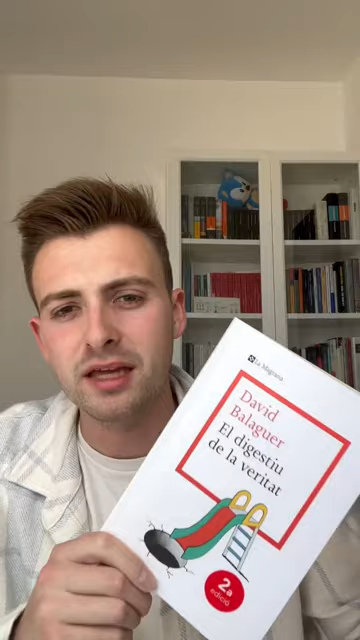 La Magrana
David
Balaguer
El digestiu
de la veritat
2a
edició